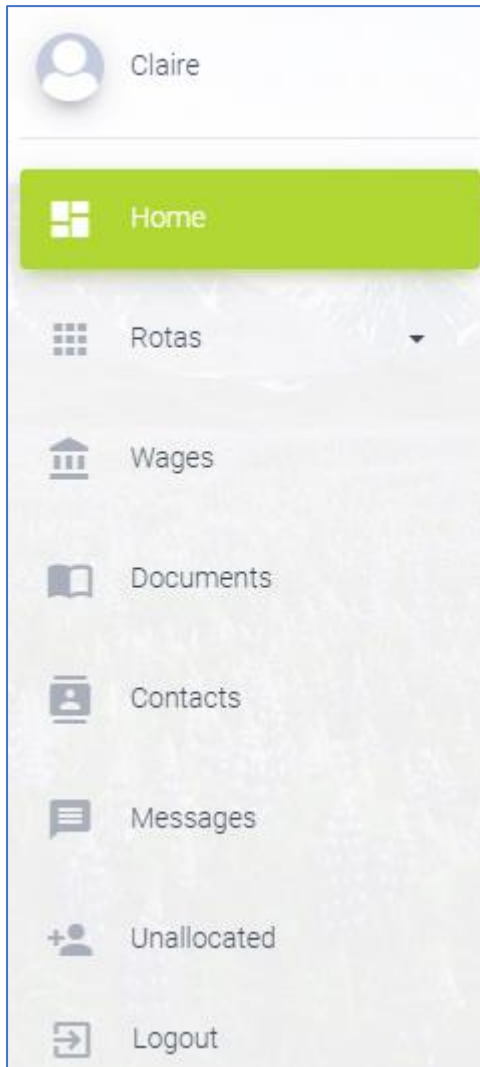 Claire
Home
Rotas
Wages
Documents
Contacts
Messages
Unallocated
Logout